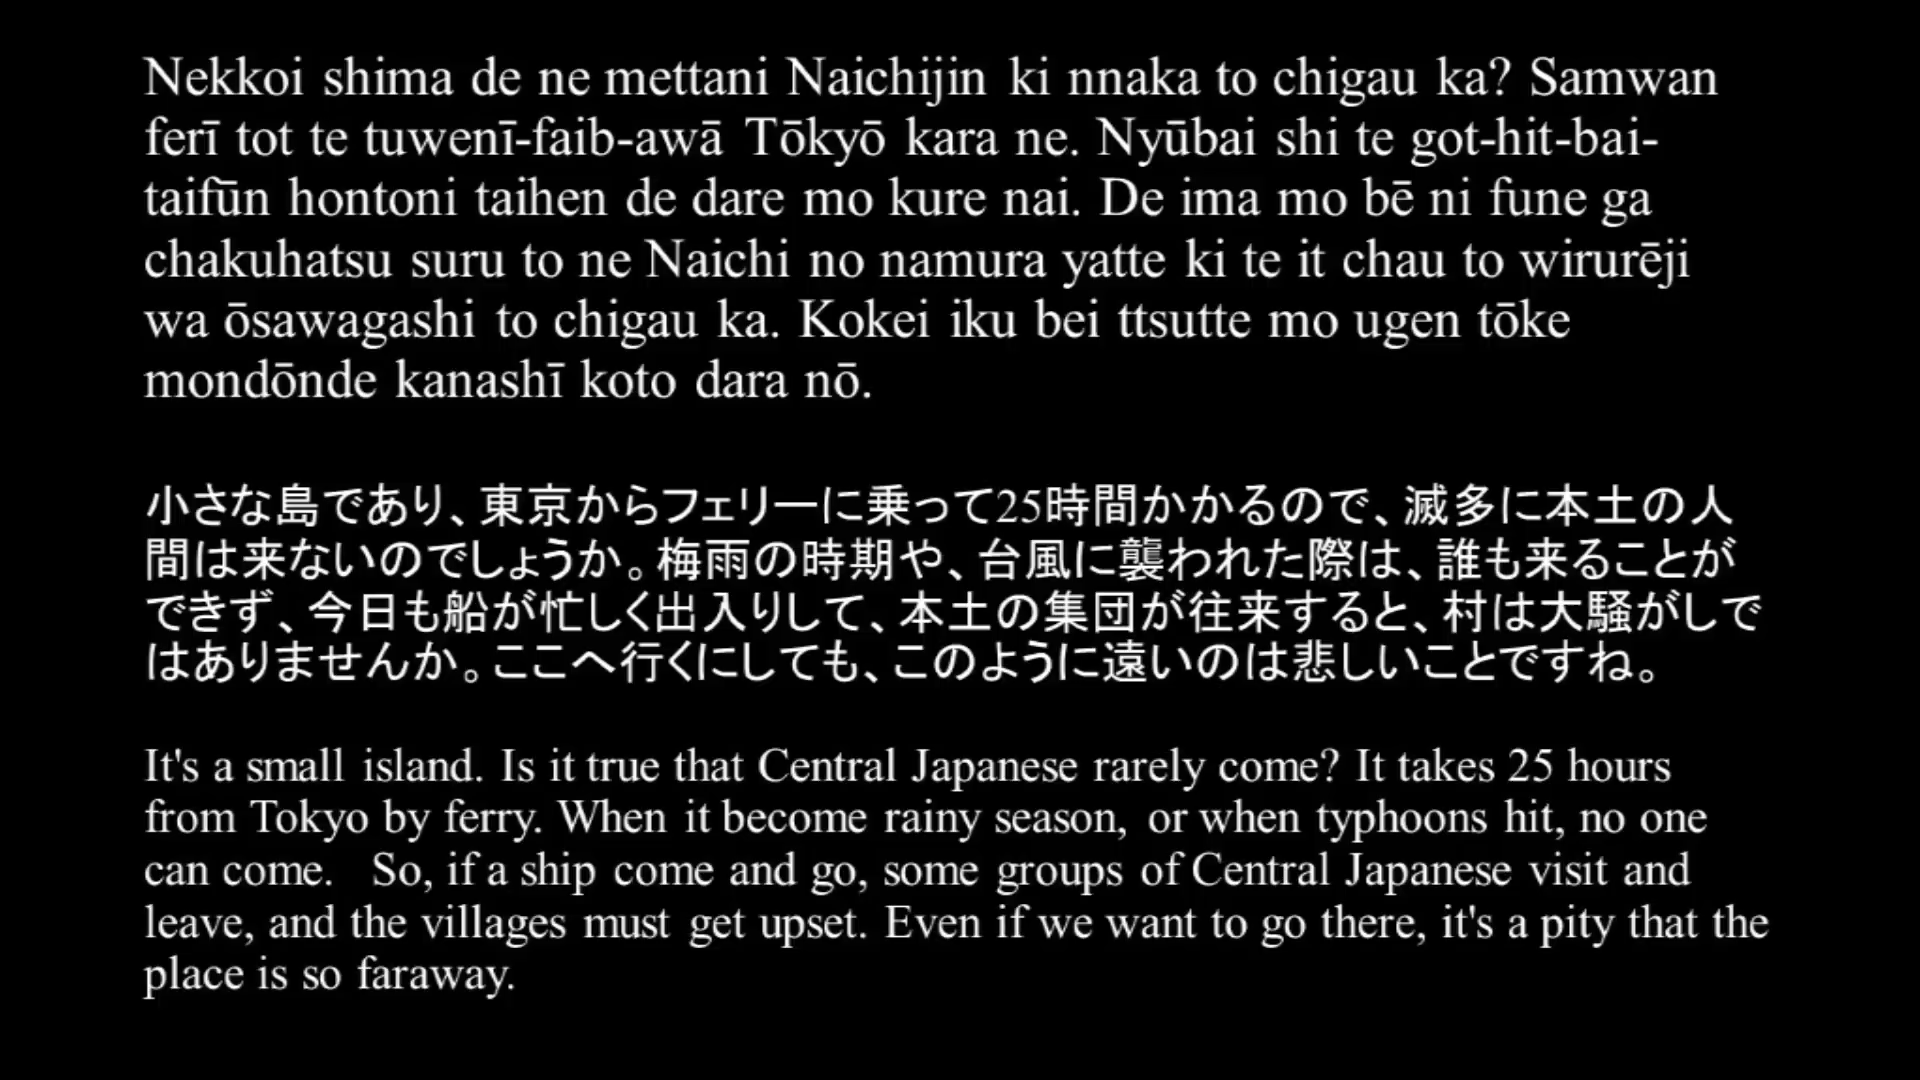 Nekkoi shima de ne mettani Naichijin ki nnaka to chigau ka? Samwan
ferī tot te tuwenī-faib-awā Tōkyō kara ne. Nyūbai shi te got-hit-bai-
taifūn hontoni taihen de dare mo kure nai. De ima mo bē ni fune ga
chakuhatsu suru to ne Naichi no namura yatte ki te it chau to wirurēji
wa ōsawagashi to chigau ka. Kokei iku bei ttsutte mo ugen tōke
mondōnde kanashī koto dara nō.
小さな島であり、東京からフェリーに乗って25時間かかるので、滅多に本土の人
間は来ないのでしょうか。梅雨の時期や、台風に襲われた際は、誰も来ることが
できず、今日も船が忙しく出入りして、本土の集団が往来すると、村は大騒がしで
はありませんか。ここへ行くにしても、このように遠いのは悲しいことですね。
It's a small island. Is it true that Central Japanese rarely come? It takes 25 hours
from Tokyo by ferry. When it become rainy season, or when typhoons hit, no one
can come. So, if a ship come and go, some groups of Central Japanese visit and
leave, and the villages must get upset. Even if we want to go there, it's a pity that the
place is so faraway.